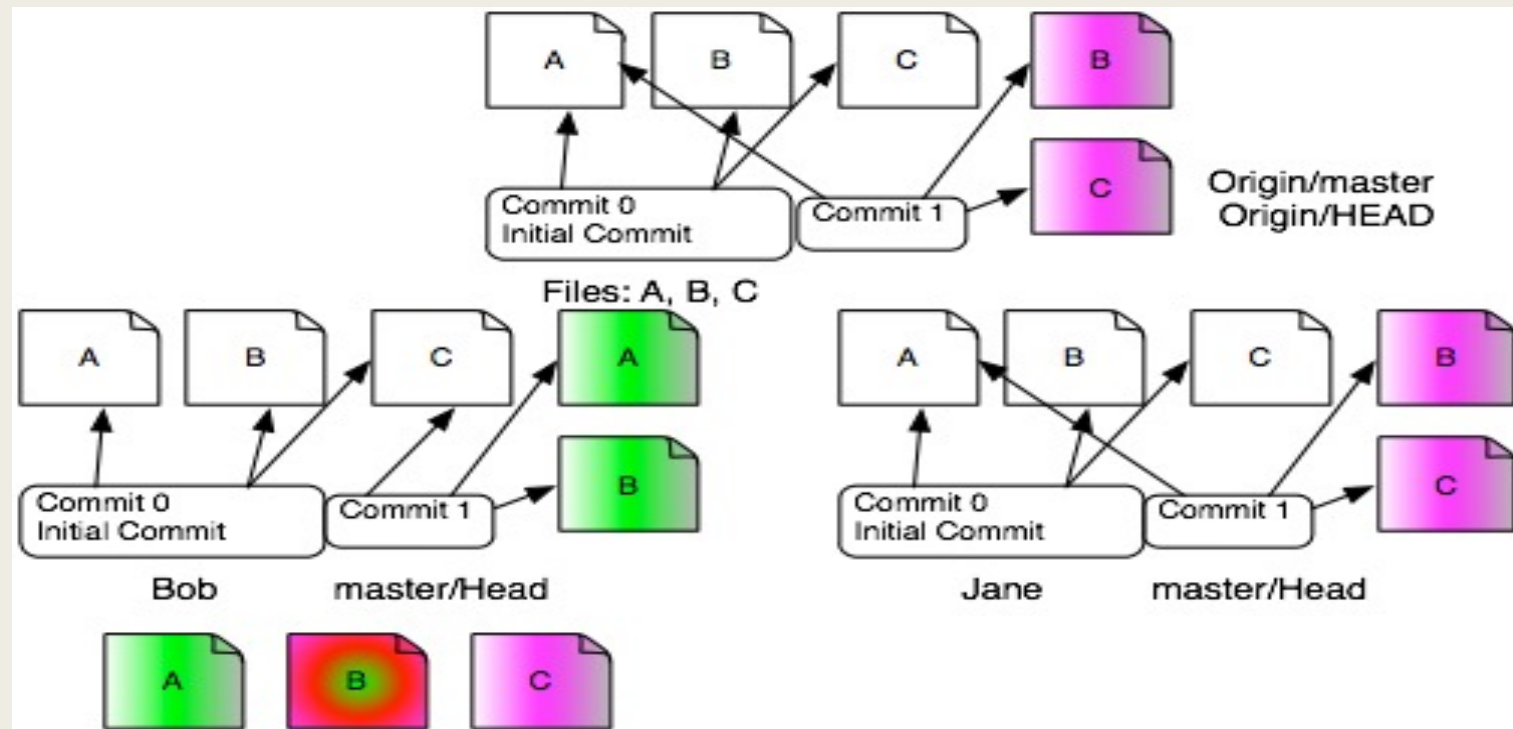 A
B
C
B
C
Origin/master
Origin/HEAD
Commit 0
Initial Commit
Commit 1
Files: A, B, C
A
B
C
A
B
Commit 0
Initial Commit
Commit 1
Bob
master/Head
A
B
C
B
C
Commit 0
Initial Commit
Commit 1
Jane
master/Head
A
B
C